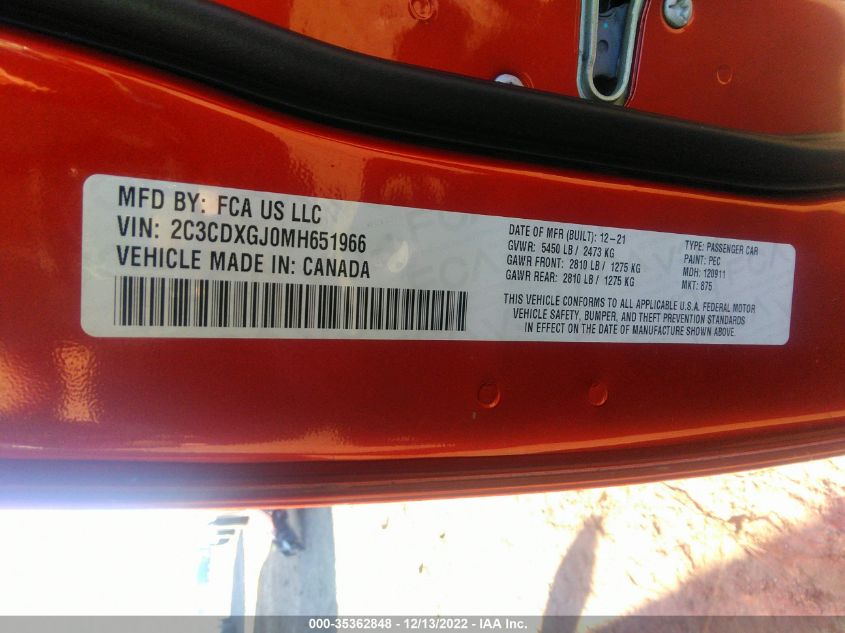 MFD BY: FCA US LLC
VIN: 2C3CDXGJ0MH651966
VEHICLE MADE IN: CANADA
DATE OF MFR (BUILT): 12-21
GVWR: 5450 LB / 2473 KG
GAWR FRONT: 2810 LB / 1275 KG
GAWR REAR: 2810 LB / 1275 KG
TYPE: PASSENGER CAR
PAINT: PEC
MDH: 120911
MKT: 875
THIS VEHICLE CONFORMS TO ALL APPLICABLE U.S.A. FEDERAL MOTOR
VEHICLE SAFETY, BUMPER, AND THEFT PREVENTION STANDARDS
IN EFFECT ON THE DATE OF MANUFACTURE SHOWN ABOVE.
000-35362848 - 12/13/2022 - IAA Inc.